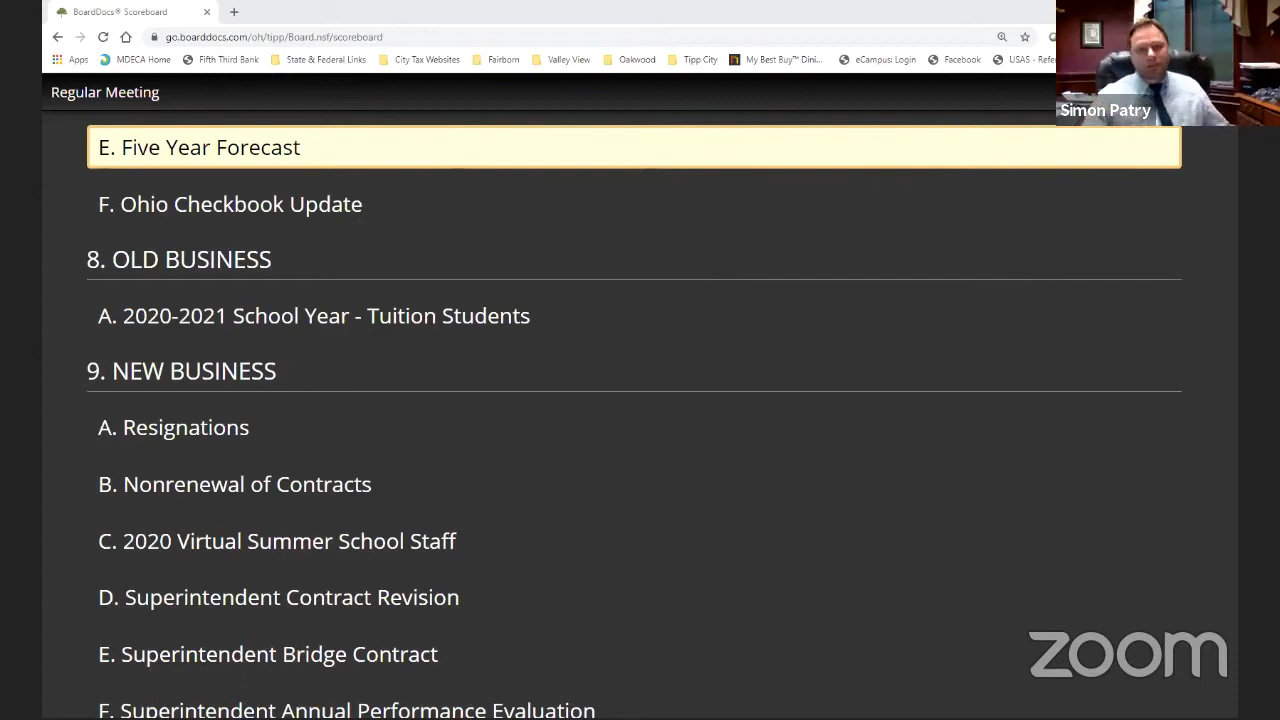 BoardDocs® Scoreboard
go.boarddocs.com/oh/tipp/Board.nsf/scoreboard
Apps MDECA Home Fifth Third Bank State & Federal Links City Tax Websites Fairborn Valley View Oakwood Tipp City My Best Buy™ Dini... eCampus: Login Facebook USAS - Refe
Regular Meeting
Simon Patry
E. Five Year Forecast
F. Ohio Checkbook Update
8. OLD BUSINESS
A. 2020-2021 School Year - Tuition Students
9. NEW BUSINESS
A. Resignations
B. Nonrenewal of Contracts
C. 2020 Virtual Summer School Staff
D. Superintendent Contract Revision
E. Superintendent Bridge Contract
F. Superintendent Annual Performance Evaluation
zoom